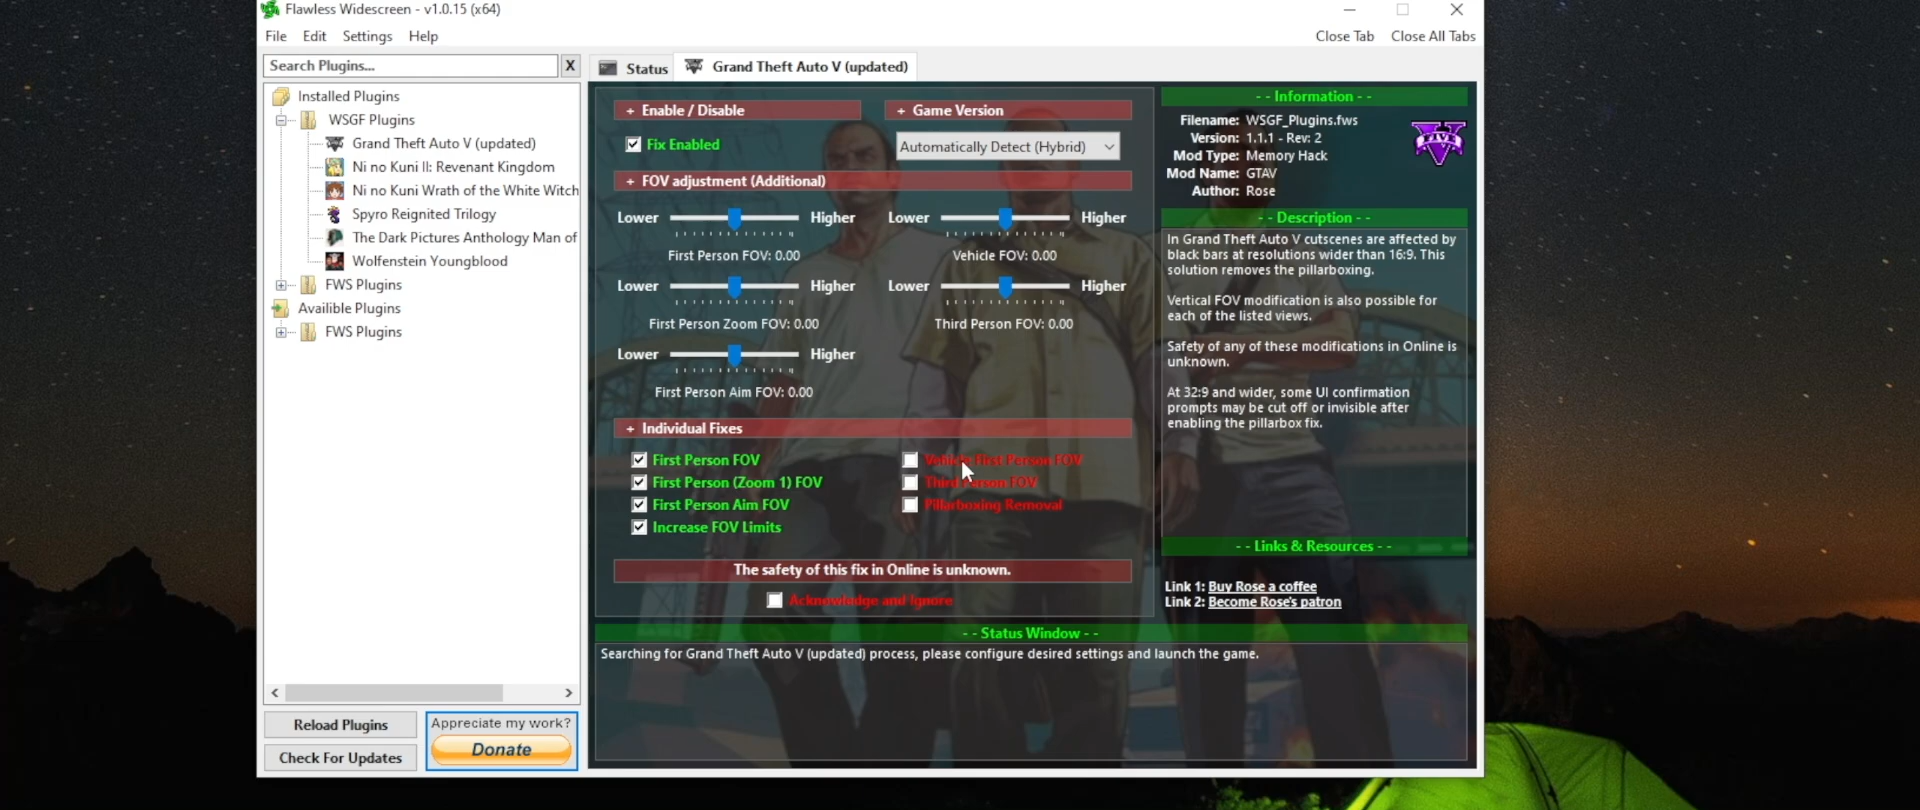 Flawless Widescreen - v1.0.15 (x64)
File Edit Settings Help
Close Tab Close All Tabs
Search Plugins...
X
Installed Plugins
WSGF Plugins
Grand Theft Auto V (updated)
Ni no Kuni II: Revenant Kingdom
Ni no Kuni Wrath of the White Witch
Spyro Reignited Trilogy
The Dark Pictures Anthology Man of
Wolfenstein Youngblood
FWS Plugins
Availible Plugins
FWS Plugins
Reload Plugins
Check For Updates
Appreciate my work?
Donate
Status
Grand Theft Auto V (updated)
+ Enable / Disable
Fix Enabled
+ Game Version
Automatically Detect (Hybrid)
+ FOV adjustment (Additional)
Lower Higher
First Person FOV: 0.00
Lower Higher
Vehicle FOV: 0.00
Lower Higher
First Person Zoom FOV: 0.00
Lower Higher
Third Person FOV: 0.00
Lower Higher
First Person Aim FOV: 0.00
+ Individual Fixes
First Person FOV
First Person (Zoom 1) FOV
First Person Aim FOV
Increase FOV Limits
Vehicle First Person FOV
Third Person FOV
Pillarboxing Removal
The safety of this fix in Online is unknown.
Acknowledge and Ignore
- - Information - -
Filename: WSGF_Plugins.fws
Version: 1.1.1 - Rev: 2
Mod Type: Memory Hack
Mod Name: GTAV
Author: Rose
V
FIVE
- - Description - -
In Grand Theft Auto V cutscenes are affected by
black bars at resolutions wider than 16:9. This
solution removes the pillarboxing.
Vertical FOV modification is also possible for
each of the listed views.
Safety of any of these modifications in Online is
unknown.
At 32:9 and wider, some UI confirmation
prompts may be cut off or invisible after
enabling the pillarbox fix.
- - Links & Resources - -
Link 1: Buy Rose a coffee
Link 2: Become Rose's patron
- - Status Window - -
Searching for Grand Theft Auto V (updated) process, please configure desired settings and launch the game.